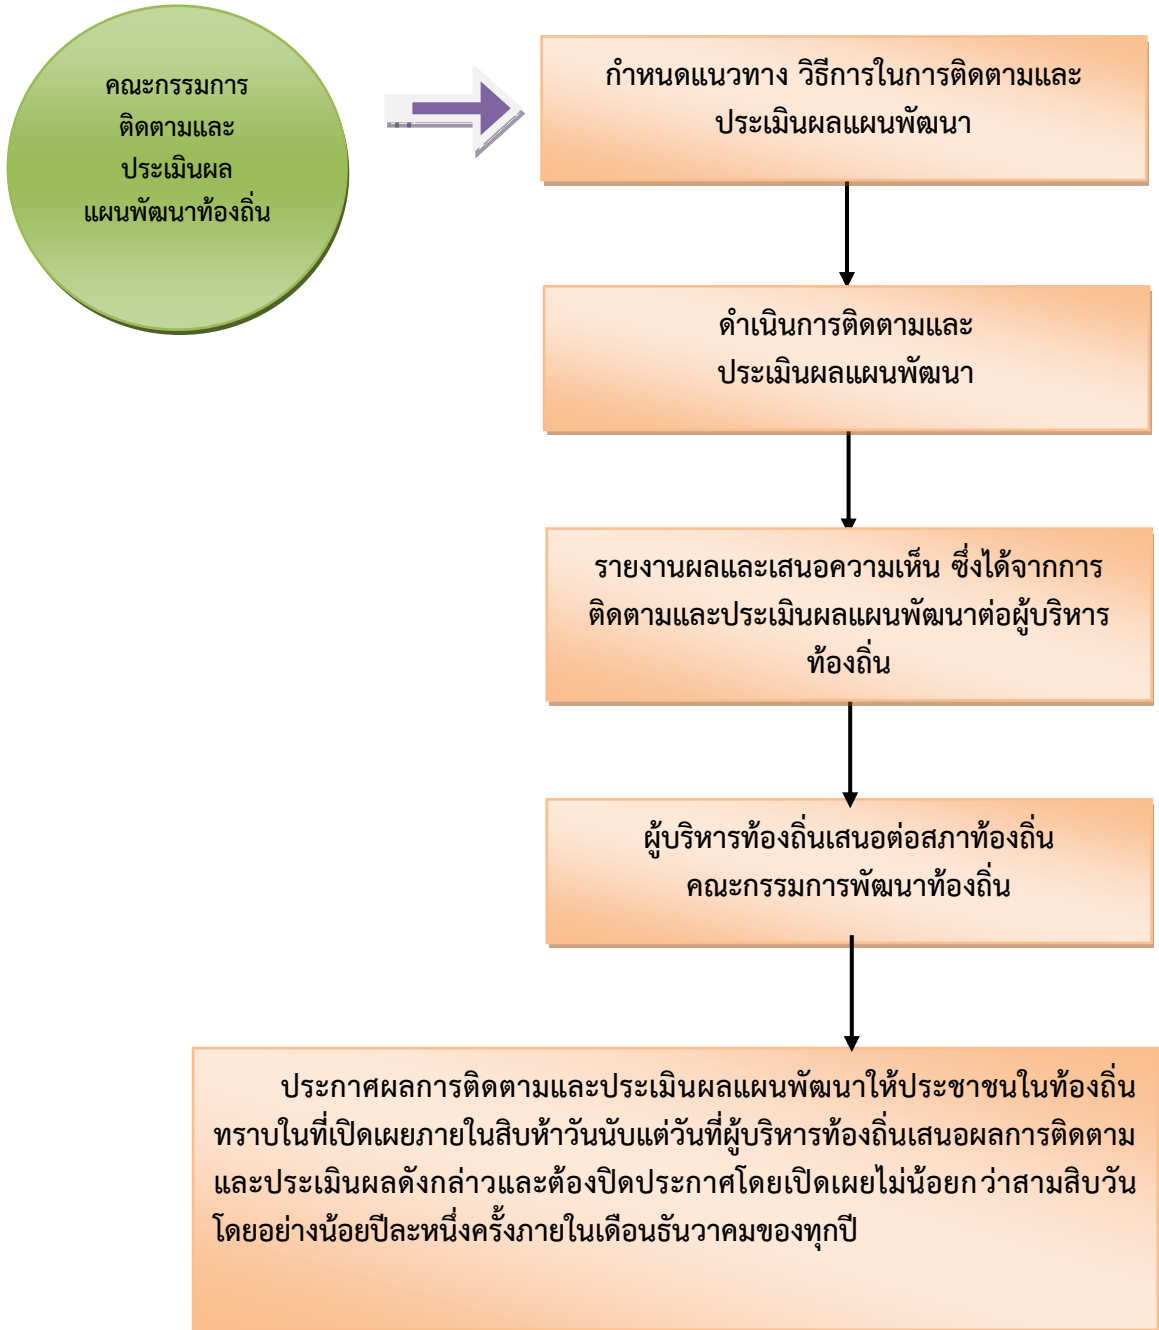 คณะกรรมการ
ติดตามและ
ประเมินผล
แผนพัฒนาท้องถิ่น
กำหนดแนวทาง วิธีการในการติดตามและ
ประเมินผลแผนพัฒนา
ดำเนินการติดตามและ
ประเมินผลแผนพัฒนา
รายงานผลและเสนอความเห็น ซึ่งได้จากการ
ติดตามและประเมินผลแผนพัฒนาต่อผู้บริหาร
ท้องถิ่น
ผู้บริหารท้องถิ่นเสนอต่อสภาท้องถิ่น
คณะกรรมการพัฒนาท้องถิ่น
ประกาศผลการติดตามและประเมินผลแผนพัฒนาให้ประชาชนในท้องถิ่น
ทราบในที่เปิดเผยภายในสิบห้าวันนับแต่วันที่ผู้บริหารท้องถิ่นเสนอผลการติดตาม
และประเมินผลดังกล่าวและต้องปิดประกาศโดยเปิดเผยไม่น้อยกว่าสามสิบวัน
โดยอย่างน้อยปีละหนึ่งครั้งภายในเดือนธันวาคมของทุกปี